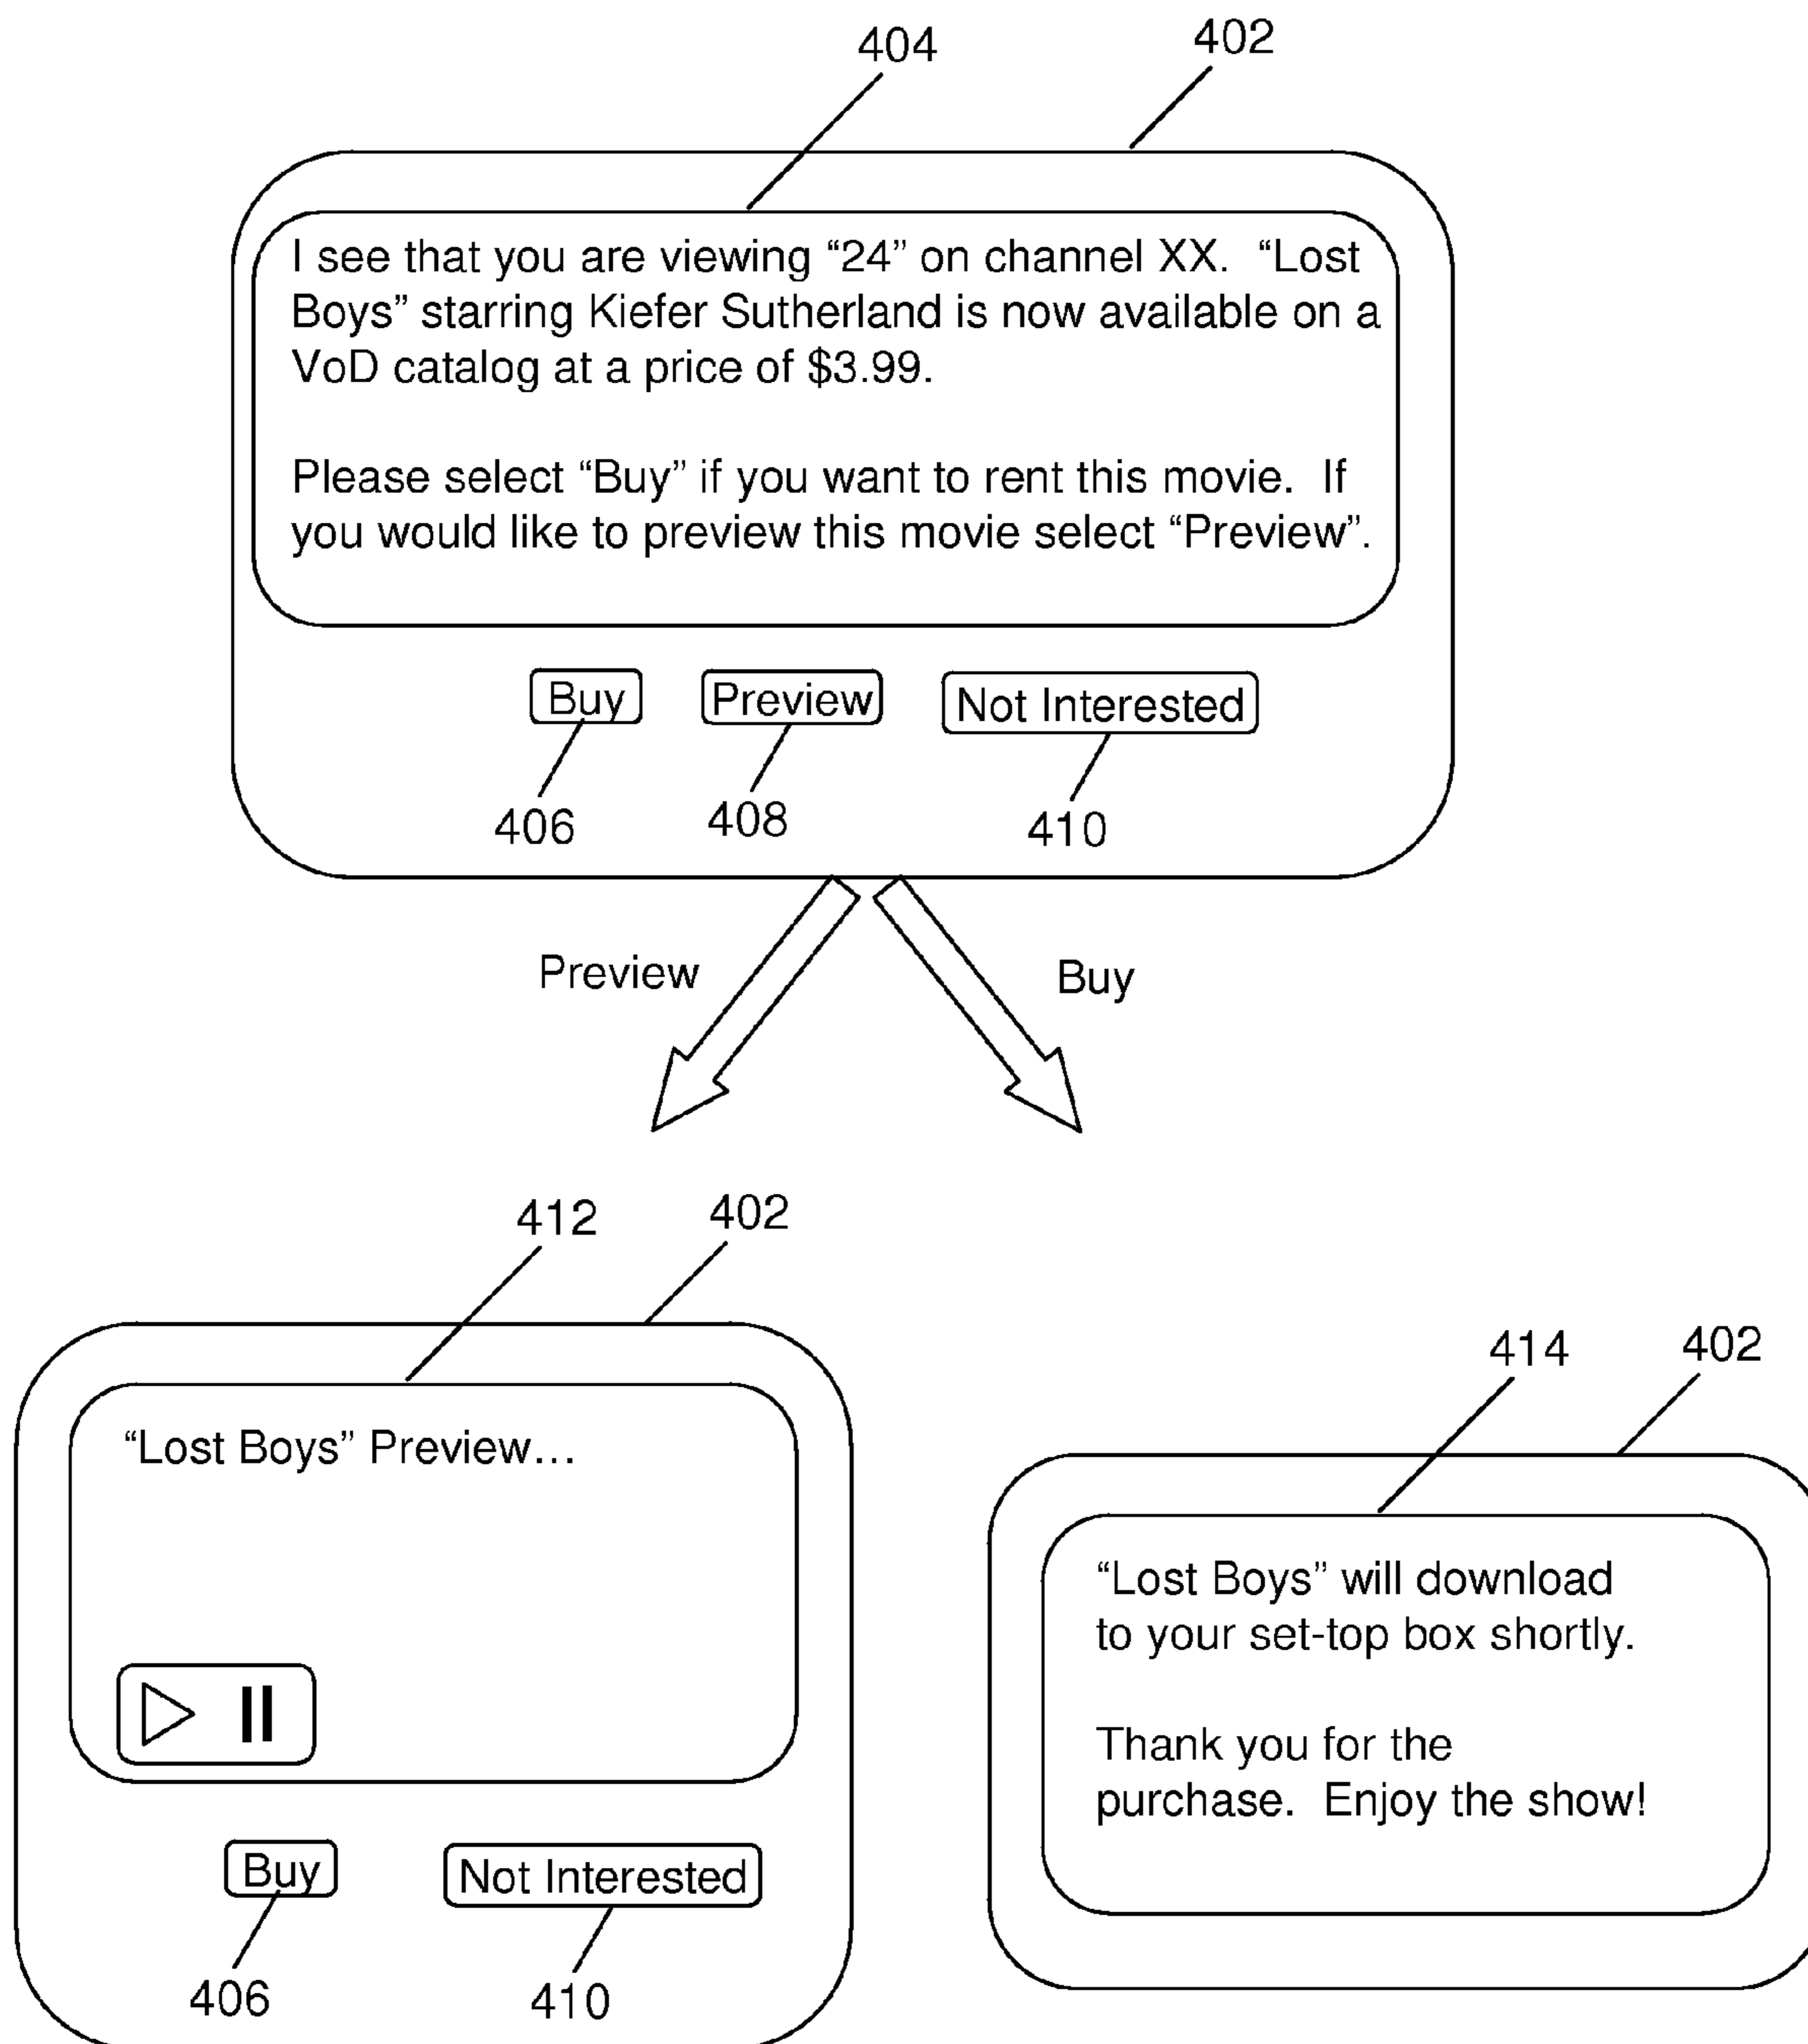 404
402
I see that you are viewing “24” on channel XX.  “Lost
Boys” starring Kiefer Sutherland is now available on a
VoD catalog at a price of $3.99.
Please select “Buy” if you want to rent this movie.  If
you would like to preview this movie select “Preview”.
Buy
Preview
Not Interested
406
408
410
Preview
Buy
412
402
“Lost Boys” Preview...
Buy
Not Interested
406
410
414
402
“Lost Boys” will download
to your set-top box shortly.
Thank you for the
purchase.  Enjoy the show!